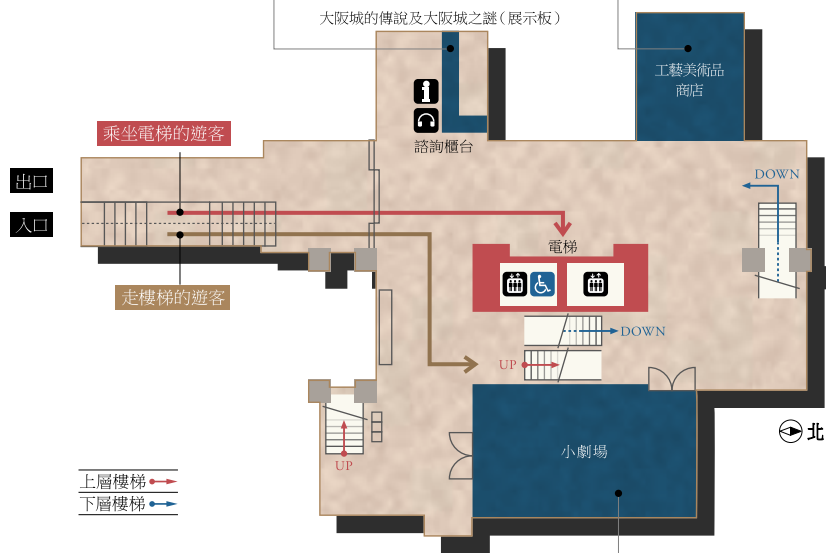 大阪城的傳說及大阪城之謎（展示板）
工藝美術品
商店
乘坐電梯的遊客
諮詢櫃台
出口
入口
DOWN
電梯
走樓梯的遊客
DOWN
UP
小劇場
北
UP
上層樓梯
下層樓梯